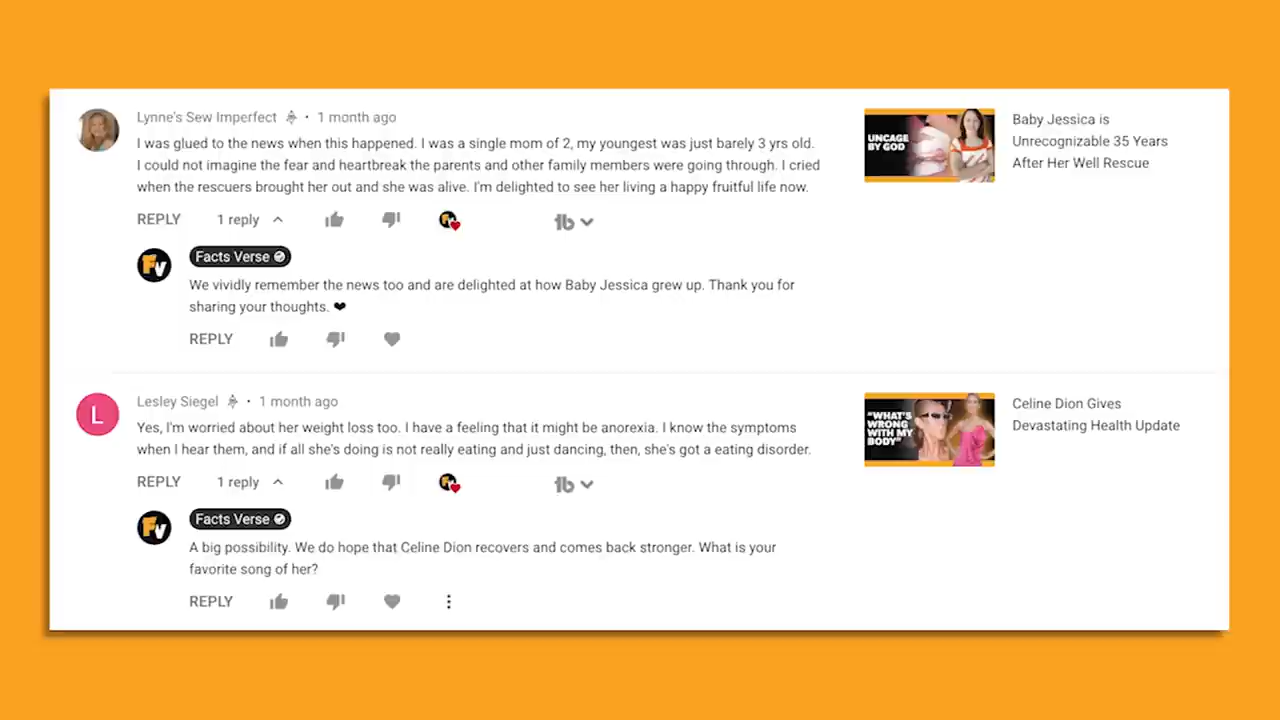 Lynne's Sew Imperfect · 1 month ago
I was glued to the news when this happened. I was a single mom of 2, my youngest was just barely 3 yrs old.
I could not imagine the fear and heartbreak the parents and other family members were going through. I cried
when the rescuers brought her out and she was alive. I'm delighted to see her living a happy fruitful life now.
REPLY 1 reply
tb
UNCAGE
BY GOD
Baby Jessica is
Unrecognizable 35 Years
After Her Well Rescue
FV
Facts Verse
We vividly remember the news too and are delighted at how Baby Jessica grew up. Thank you for
sharing your thoughts. ❤
REPLY
L
Lesley Siegel · 1 month ago
Yes, I'm worried about her weight loss too. I have a feeling that it might be anorexia. I know the symptoms
when I hear them, and if all she's doing is not really eating and just dancing, then, she's got a eating disorder.
REPLY 1 reply
tb
"WHAT'S
WRONG
WITH MY
BODY"
Celine Dion Gives
Devastating Health Update
FV
Facts Verse
A big possibility. We do hope that Celine Dion recovers and comes back stronger. What is your
favorite song of her?
REPLY